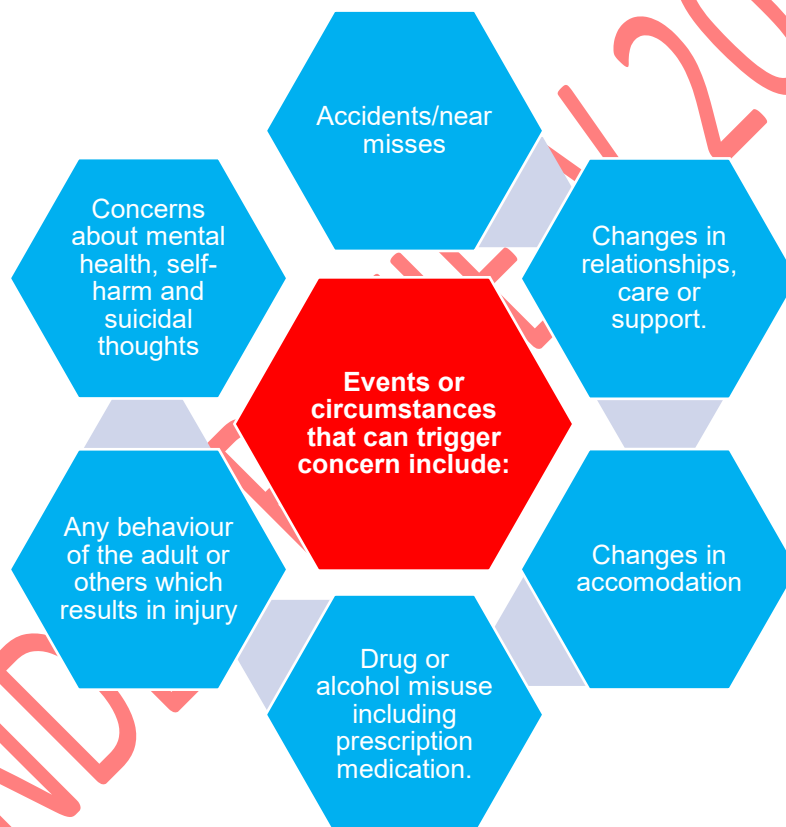 Accidents/near
misses
Concerns
about mental
health, self-
harm and
suicidal
thoughts
Changes in
relationships,
care or
support.
Events or
circumstances
that can trigger
concern include:
Any behaviour
of the adult or
others which
results in injury
Changes in
accomodation
Drug or
alcohol misuse
including
prescription
medication.